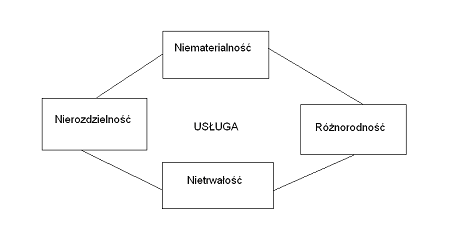 Niematerialność
Nierozdzielność
USŁUGA
Różnorodność
Nietrwałość